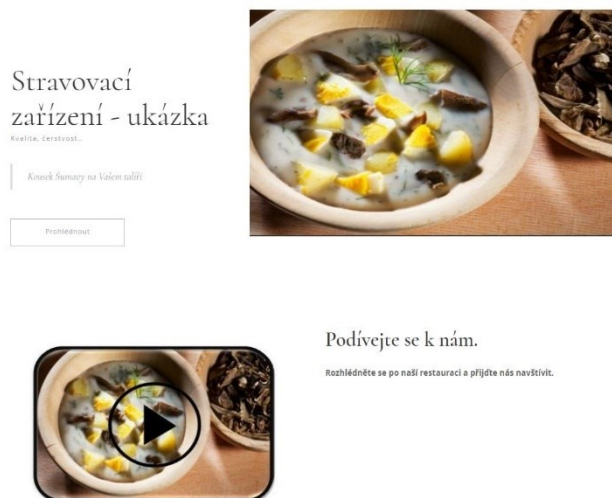 Stravovací
zařízení - ukázka
Kvalita, čerstvost..
Kousek Šumavy na Vašem talíři
Prohlédnout
Podívejte se k nám.
Rozhlédněte se po naší restauraci a přijďte nás navštívit.